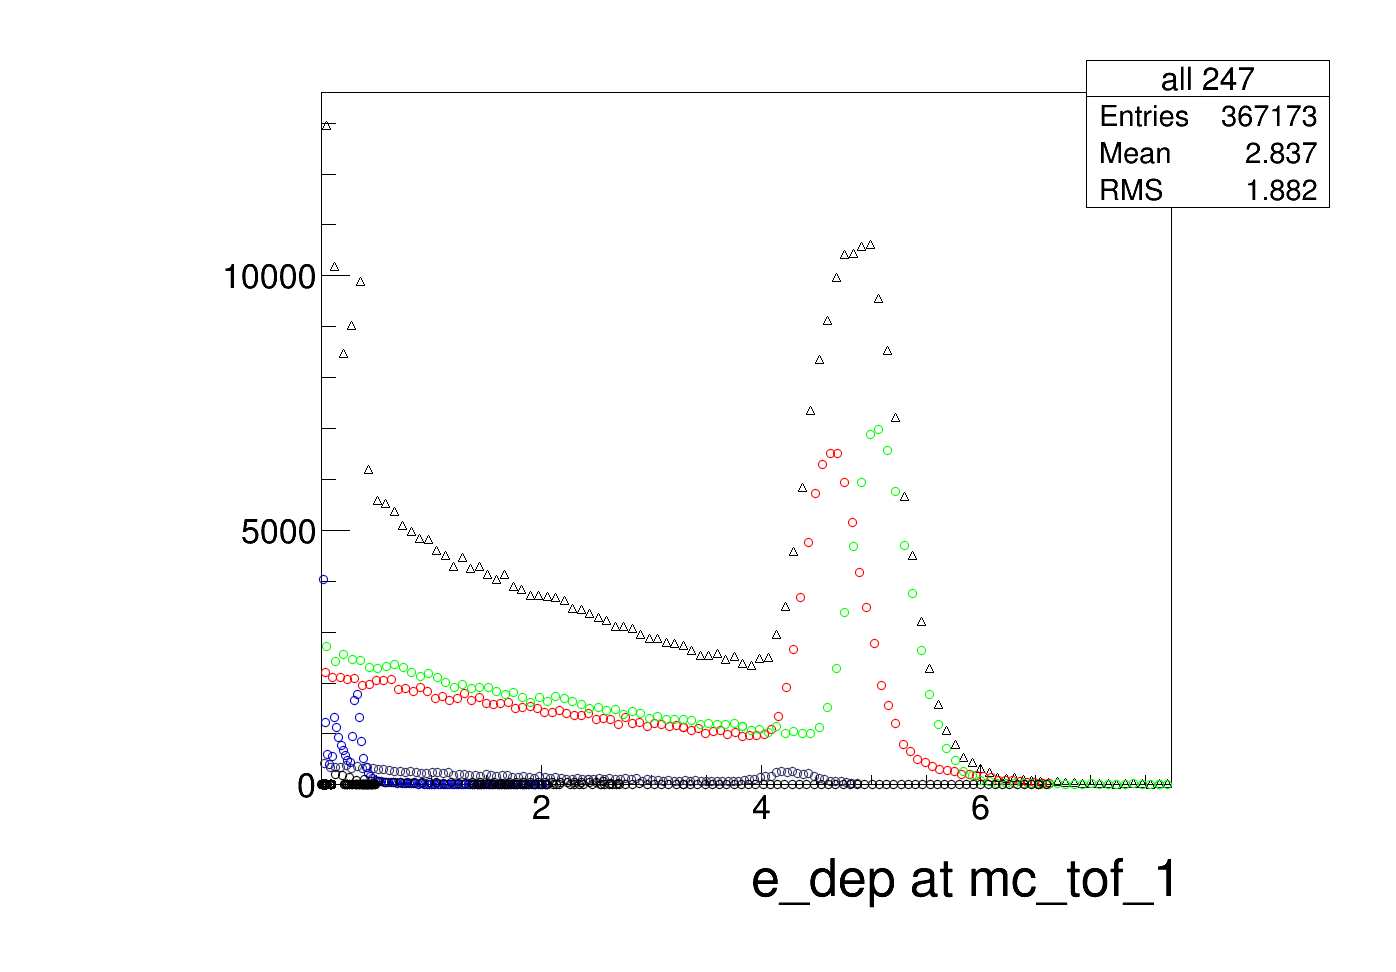 all 247
Entries 367173
Mean 2.837
RMS 1.882
10000
5000
0
2 4 6
e_dep at mc_tof_1